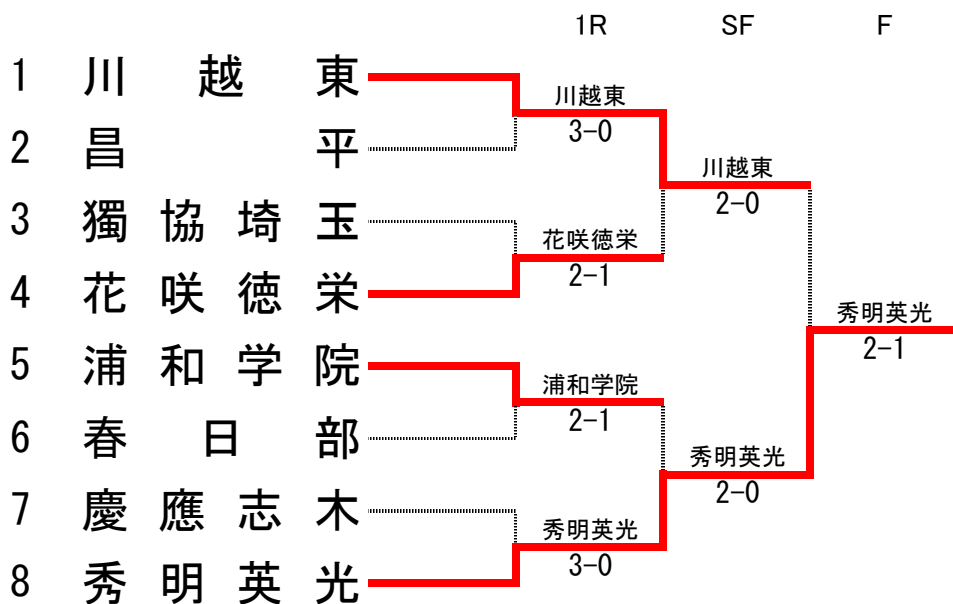 1R SF F
1 川越東
川越東
3-0
2 昌平
川越東
2-0
3 獨協埼玉
花咲徳栄
2-1
4 花咲徳栄
秀明英光
2-1
5 浦和学院
浦和学院
2-1
6 春日部
秀明英光
2-0
7 慶應志木
秀明英光
3-0
8 秀明英光